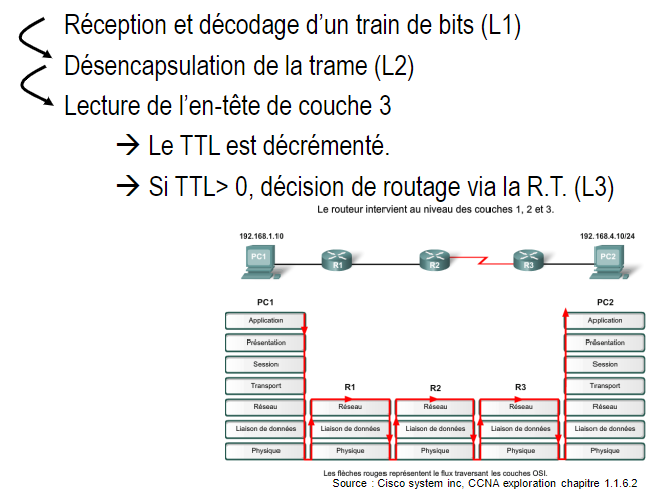 Réception et décodage d'un train de bits (L1)
Désencapsulation de la trame (L2)
Lecture de l'en-tête de couche 3
→ Le TTL est décrémenté.
→ Si TTL> 0, décision de routage via la R.T. (L3)
Le routeur intervient au niveau des couches 1, 2 et 3.
192.168.1.10
192.168.4.10/24
PC1 R1 R2 R3 PC2
PC1 PC2
Application Application
Présentation Présentation
Session Session
Transport R1 R2 R3 Transport
Réseau Réseau Réseau Réseau Réseau
Liaison de données Liaison de données Liaison de données Liaison de données Liaison de données
Physique Physique Physique Physique Physique
Les flèches rouges représentent le flux traversant les couches OSI.
Source : Cisco system inc, CCNA exploration chapitre 1.1.6.2